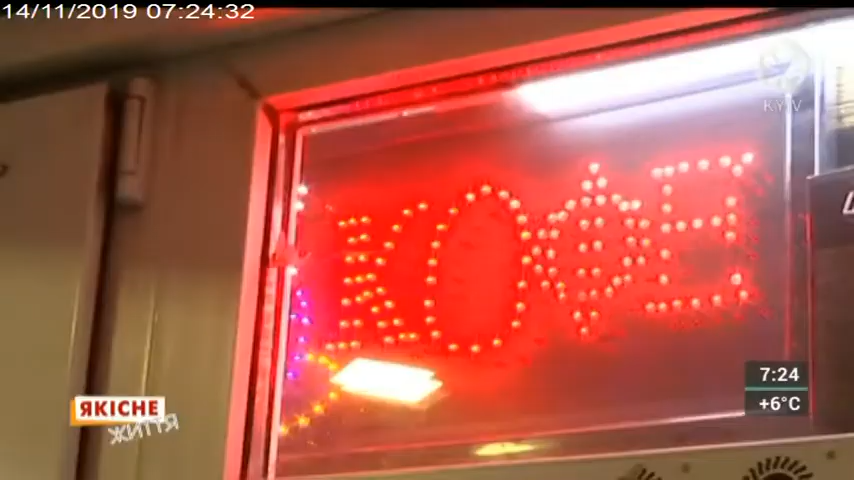 14/11/2019 07:24:32
KYIV
КОФЕ
7:24
+6°C
ЯКІСНЕ
ЖИТТЯ